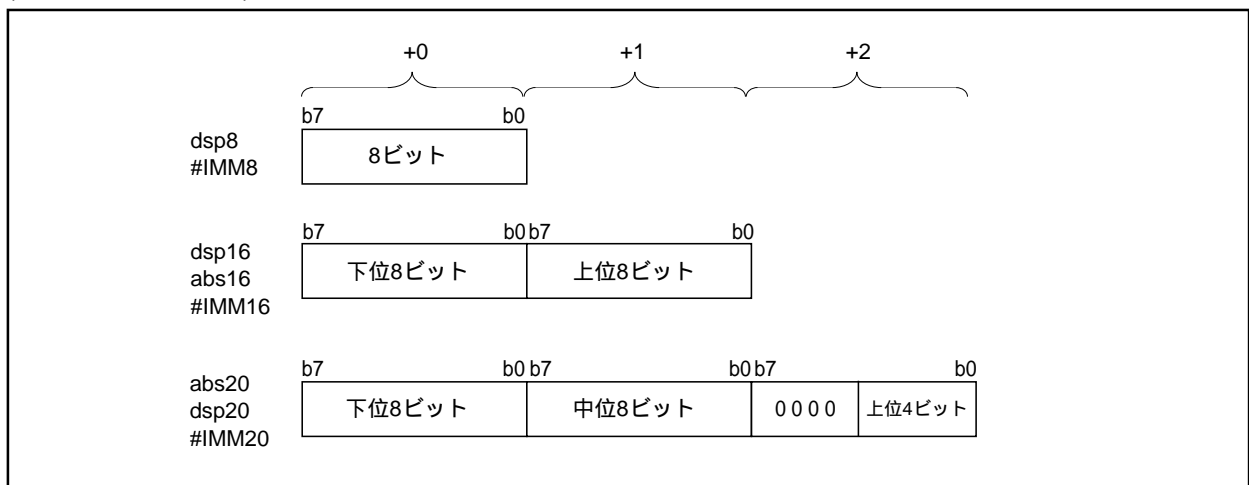 +0 +1 +2
b7 b0
dsp8
#IMM8
8ビット
b7 b0 b7 b0
dsp16
abs16
#IMM16
下位8ビット 上位8ビット
b7 b0 b7 b0 b7 b0
abs20
dsp20
#IMM20
下位8ビット 中位8ビット 0 0 0 0 上位4ビット